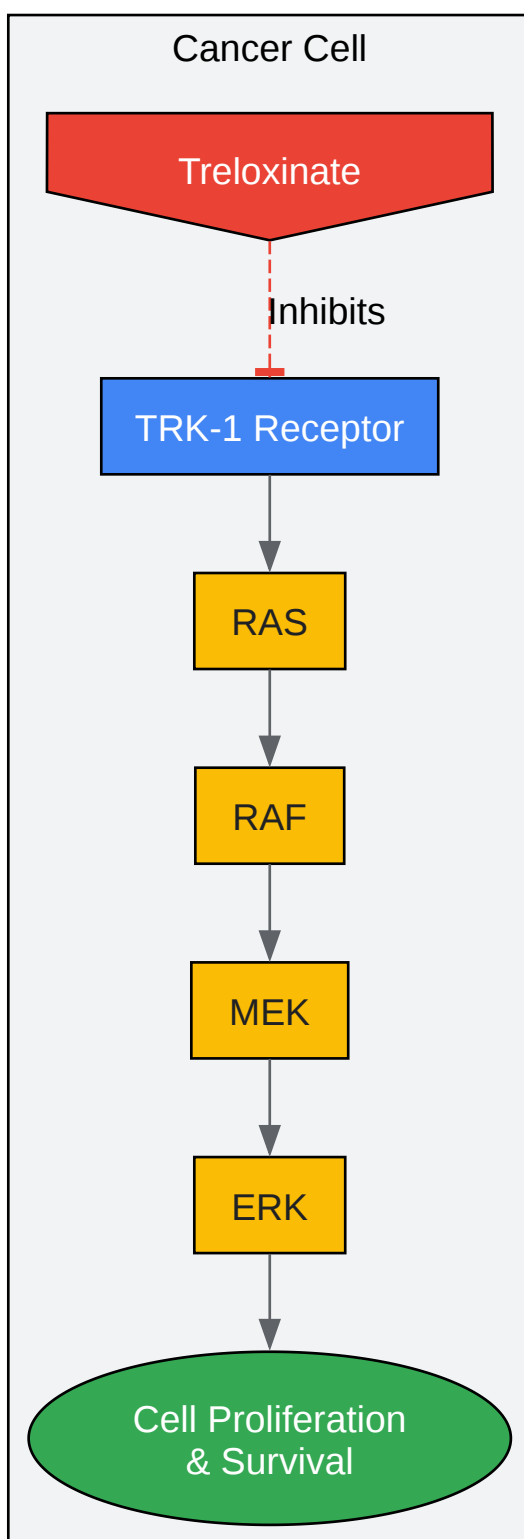 Cancer Cell
Treloxinate
Inhibits
TRK-1 Receptor
RAS
RAF
MEK
ERK
Cell Proliferation
& Survival